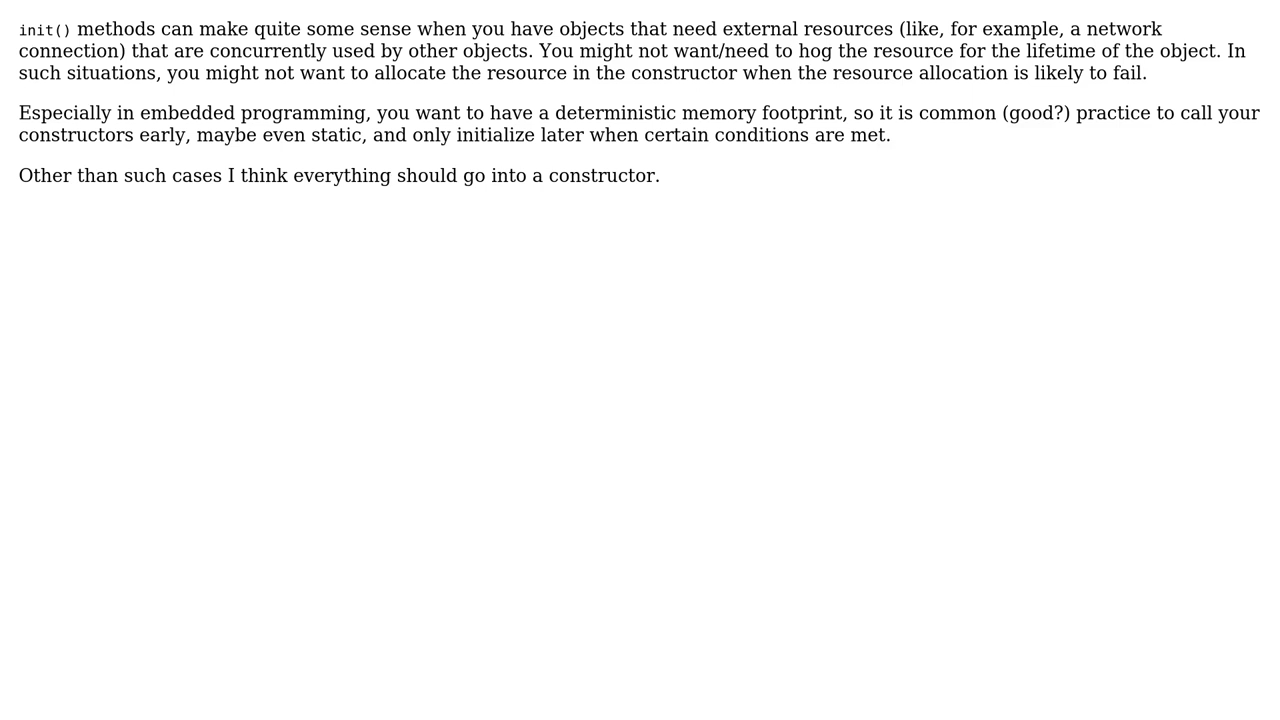 init() methods can make quite some sense when you have objects that need external resources (like, for example, a network
connection) that are concurrently used by other objects. You might not want/need to hog the resource for the lifetime of the object. In
such situations, you might not want to allocate the resource in the constructor when the resource allocation is likely to fail.
Especially in embedded programming, you want to have a deterministic memory footprint, so it is common (good?) practice to call your
constructors early, maybe even static, and only initialize later when certain conditions are met.
Other than such cases I think everything should go into a constructor.